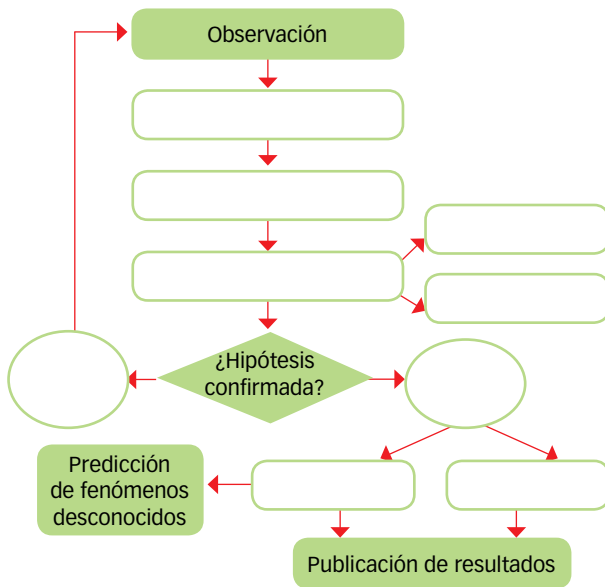 Observación
¿Hipótesis
confirmada?
Predicción
de fenómenos
desconocidos
Publicación de resultados